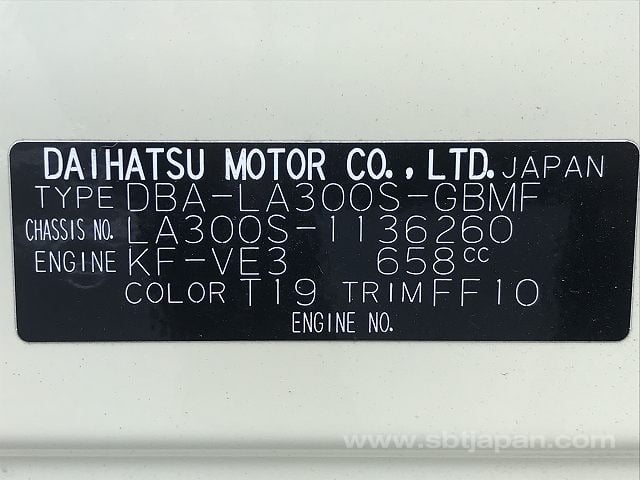 DAIHATSU MOTOR CO., LTD. JAPAN
TYPE DBA-LA300S-GBMF
CHASSIS NO. LA300S-1136260
ENGINE KF-VE3 658cc
COLOR T19 TRIM FF10
ENGINE NO.
www.sbtjapan.com